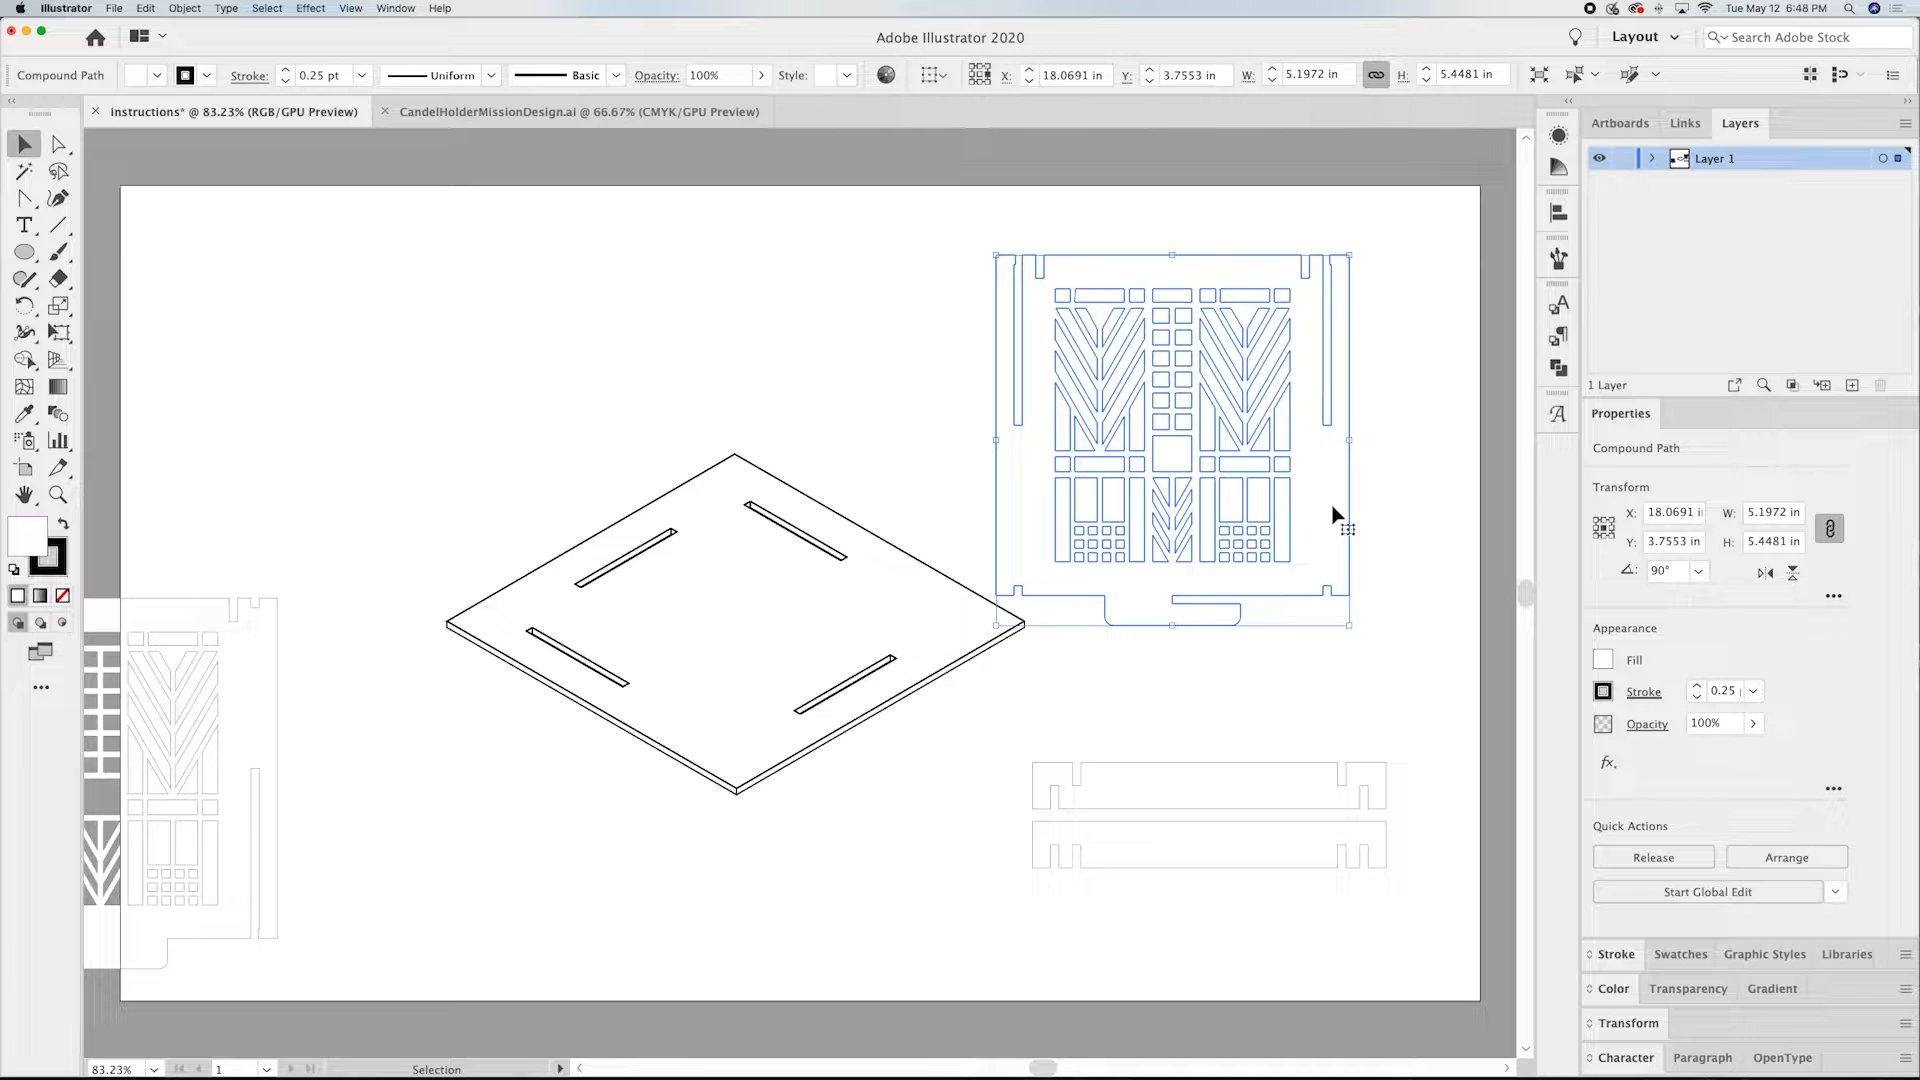 Illustrator File Edit Object Type Select Effect View Window Help Tue May 12 6:48 PM
Adobe Illustrator 2020 Layout Search Adobe Stock
Compound Path Stroke: 0.25 pt Uniform Basic Opacity: 100% Style: X: 18.0691 in Y: 3.7553 in W: 5.1972 in H: 5.4481 in
instructions* @ 83.23% (RGB/GPU Preview) CandelHolderMissionDesign.ai @ 66.67% (CMYK/GPU Preview)
Artboards Links Layers
Layer 1
1 Layer
Properties
Compound Path
Transform
X: 18.0691 in W: 5.1972 in
Y: 3.7553 in H: 5.4481 in
90°
Appearance
Fill
Stroke 0.25
Opacity 100%
fx.
Quick Actions
Release Arrange
Start Global Edit
Stroke Swatches Graphic Styles Libraries
Color Transparency Gradient
Transform
Character Paragraph OpenType
83.23% 1 Selection